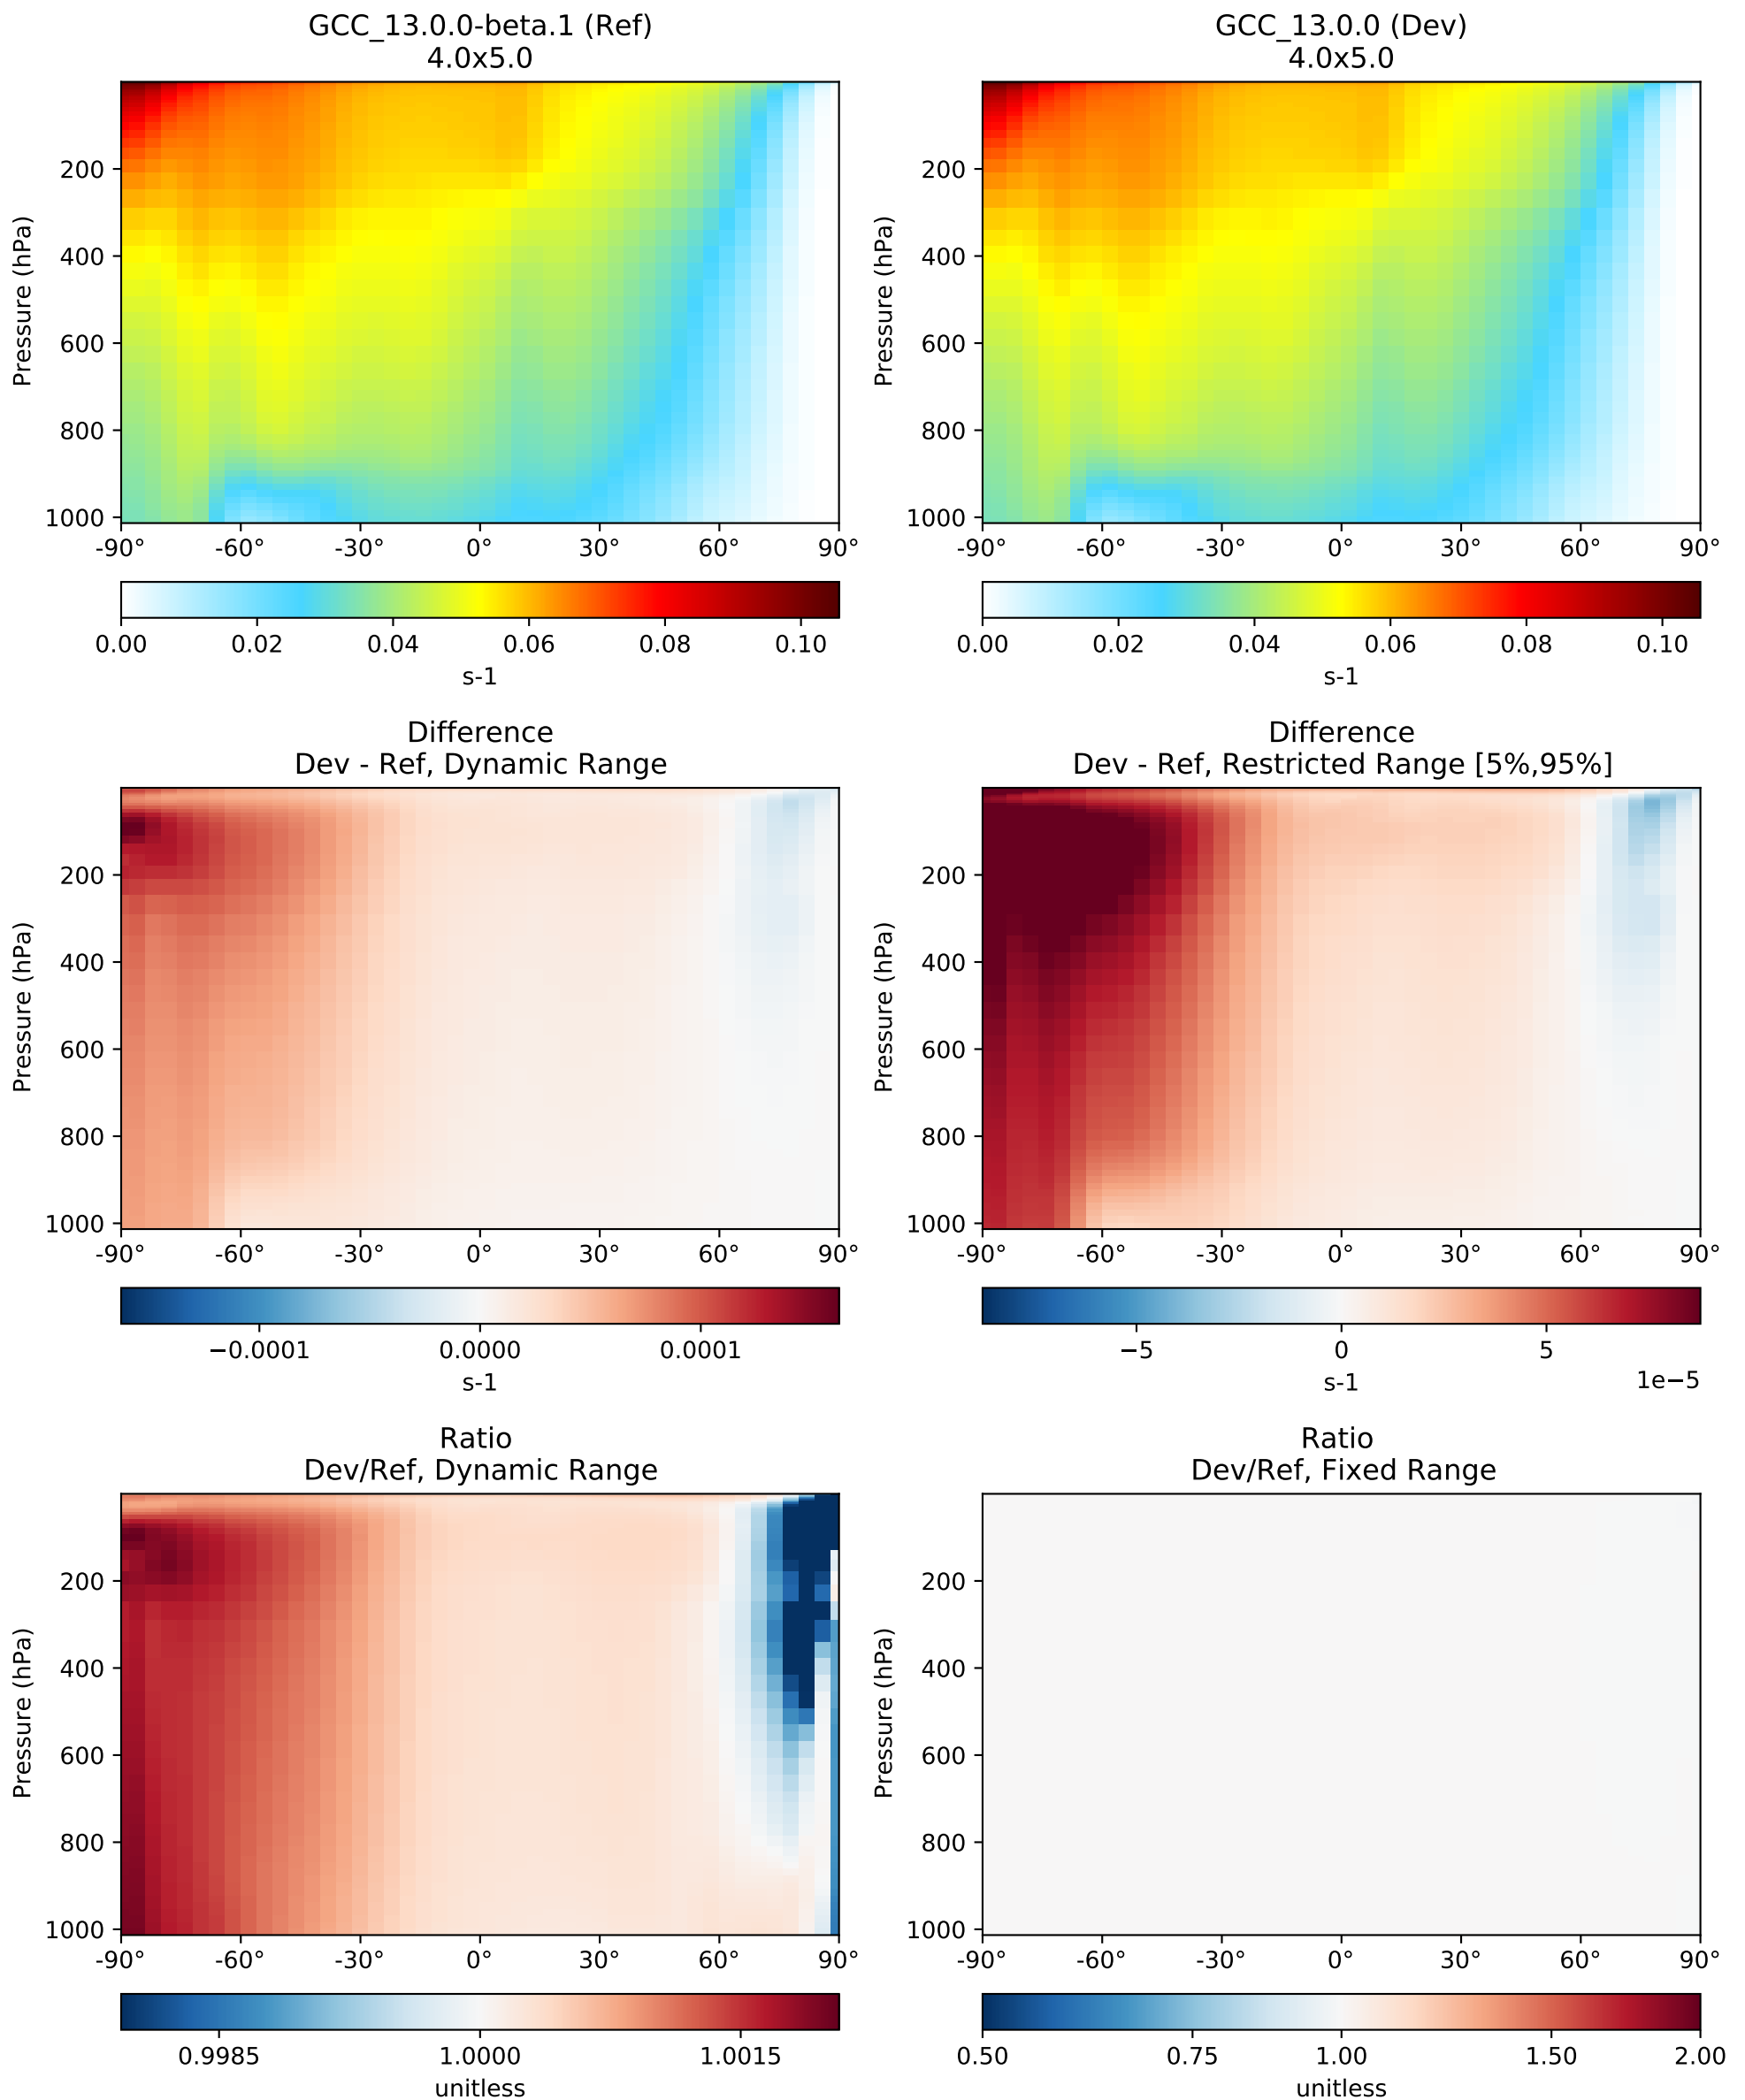 GCC_13.0.0-beta.1 (Ref)
4.0x5.0
Pressure (hPa)
200
400
600
800
1000
-90° -60° -30° 0° 30° 60° 90°
0.00 0.02 0.04 0.06 0.08 0.10
s-1
GCC_13.0.0 (Dev)
4.0x5.0
Pressure (hPa)
200
400
600
800
1000
-90° -60° -30° 0° 30° 60° 90°
0.00 0.02 0.04 0.06 0.08 0.10
s-1
Difference
Dev - Ref, Dynamic Range
Pressure (hPa)
200
400
600
800
1000
-90° -60° -30° 0° 30° 60° 90°
−0.0001 0.0000 0.0001
s-1
Difference
Dev - Ref, Restricted Range [5%,95%]
Pressure (hPa)
200
400
600
800
1000
-90° -60° -30° 0° 30° 60° 90°
−5 0 5
s-1 1e−5
Ratio
Dev/Ref, Dynamic Range
Pressure (hPa)
200
400
600
800
1000
-90° -60° -30° 0° 30° 60° 90°
0.9985 1.0000 1.0015
unitless
Ratio
Dev/Ref, Fixed Range
Pressure (hPa)
200
400
600
800
1000
-90° -60° -30° 0° 30° 60° 90°
0.50 0.75 1.00 1.50 2.00
unitless